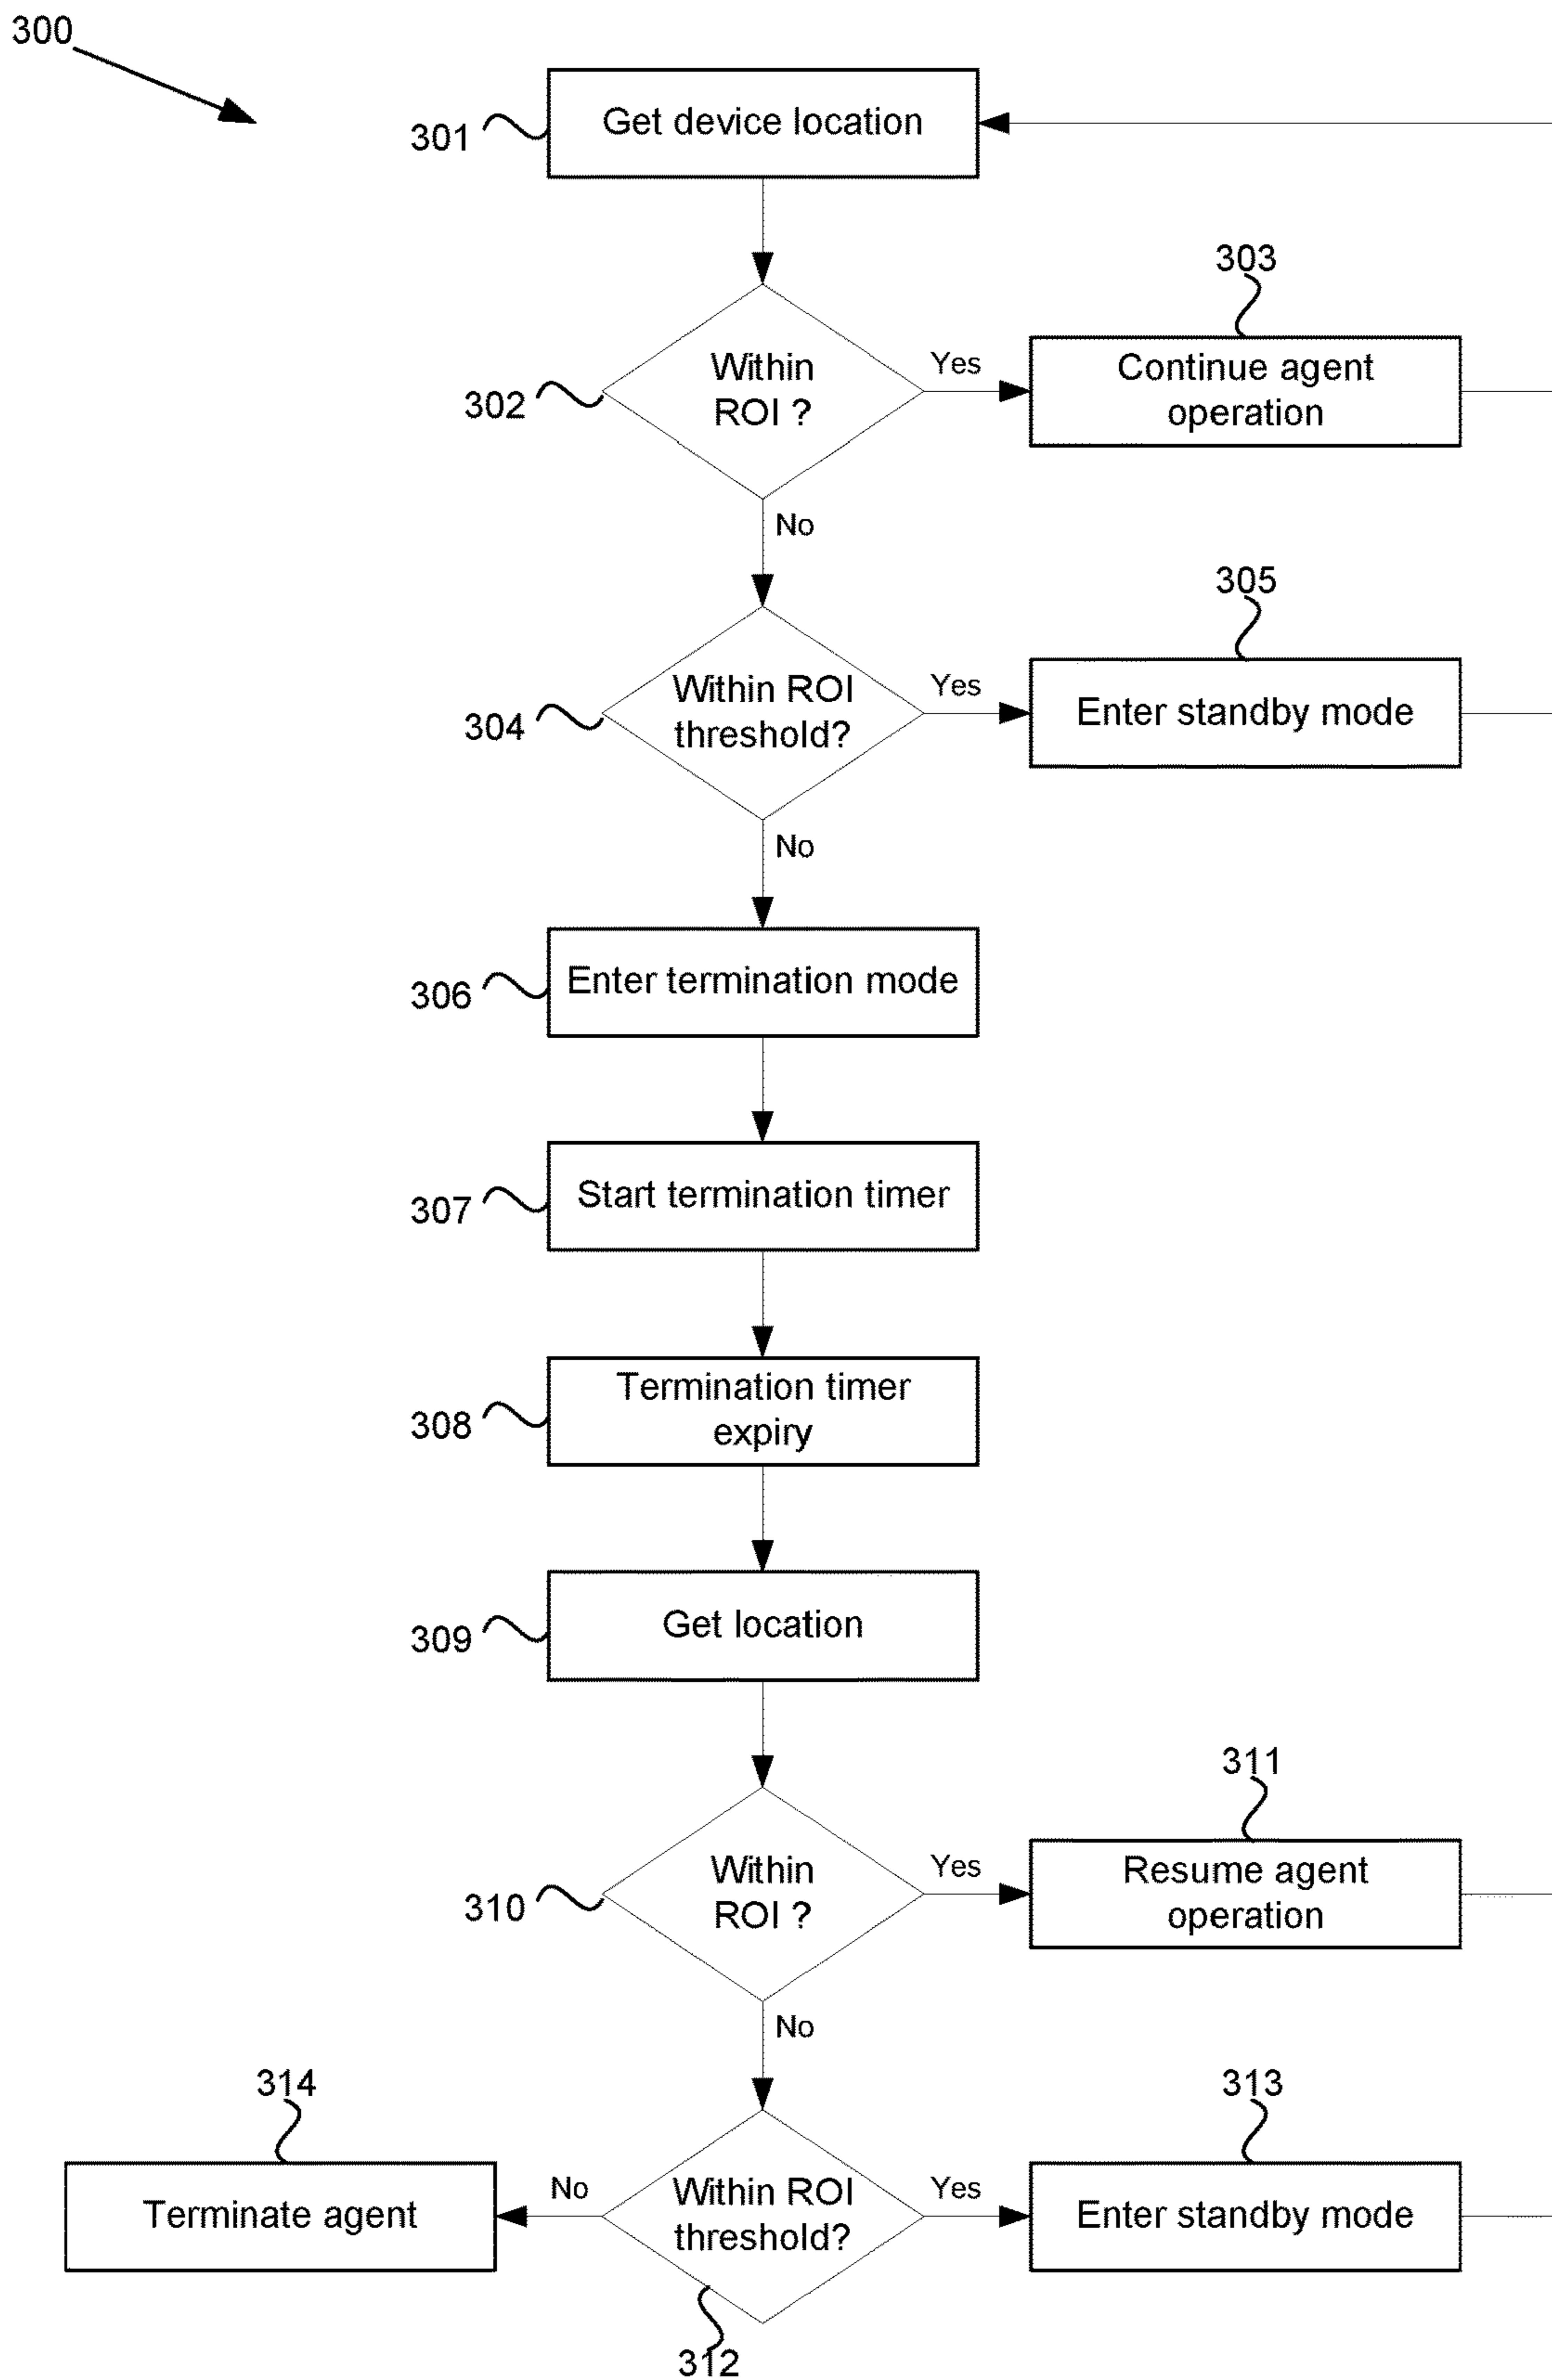 300
301
Get device location
303
302
Within
ROI ?
Yes
Continue agent
operation
No
305
304
Within ROI
threshold?
Yes
Enter standby mode
No
306
Enter termination mode
307
Start termination timer
308
Termination timer
expiry
309
Get location
311
310
Within
ROI ?
Yes
Resume agent
operation
No
314
313
Terminate agent
No
Within ROI
threshold?
Yes
Enter standby mode
312